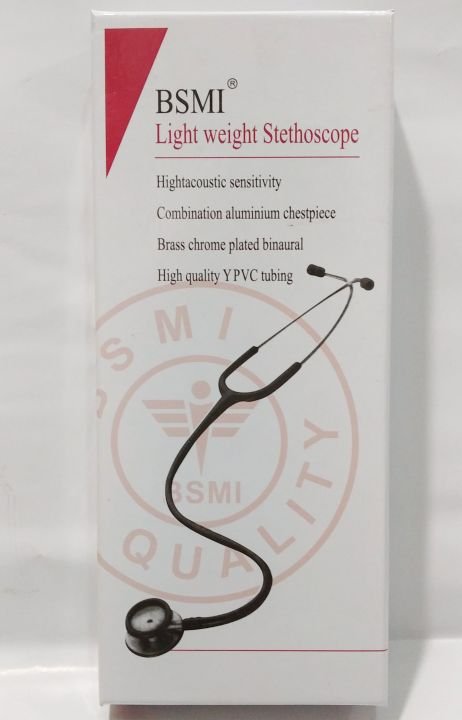 BSMI®
Light weight Stethoscope
Hightacoustic sensitivity
Combination aluminium chestpiece
Brass chrome plated binaural
High quality Y PVC tubing
BSMI
BSMI
QUALITY